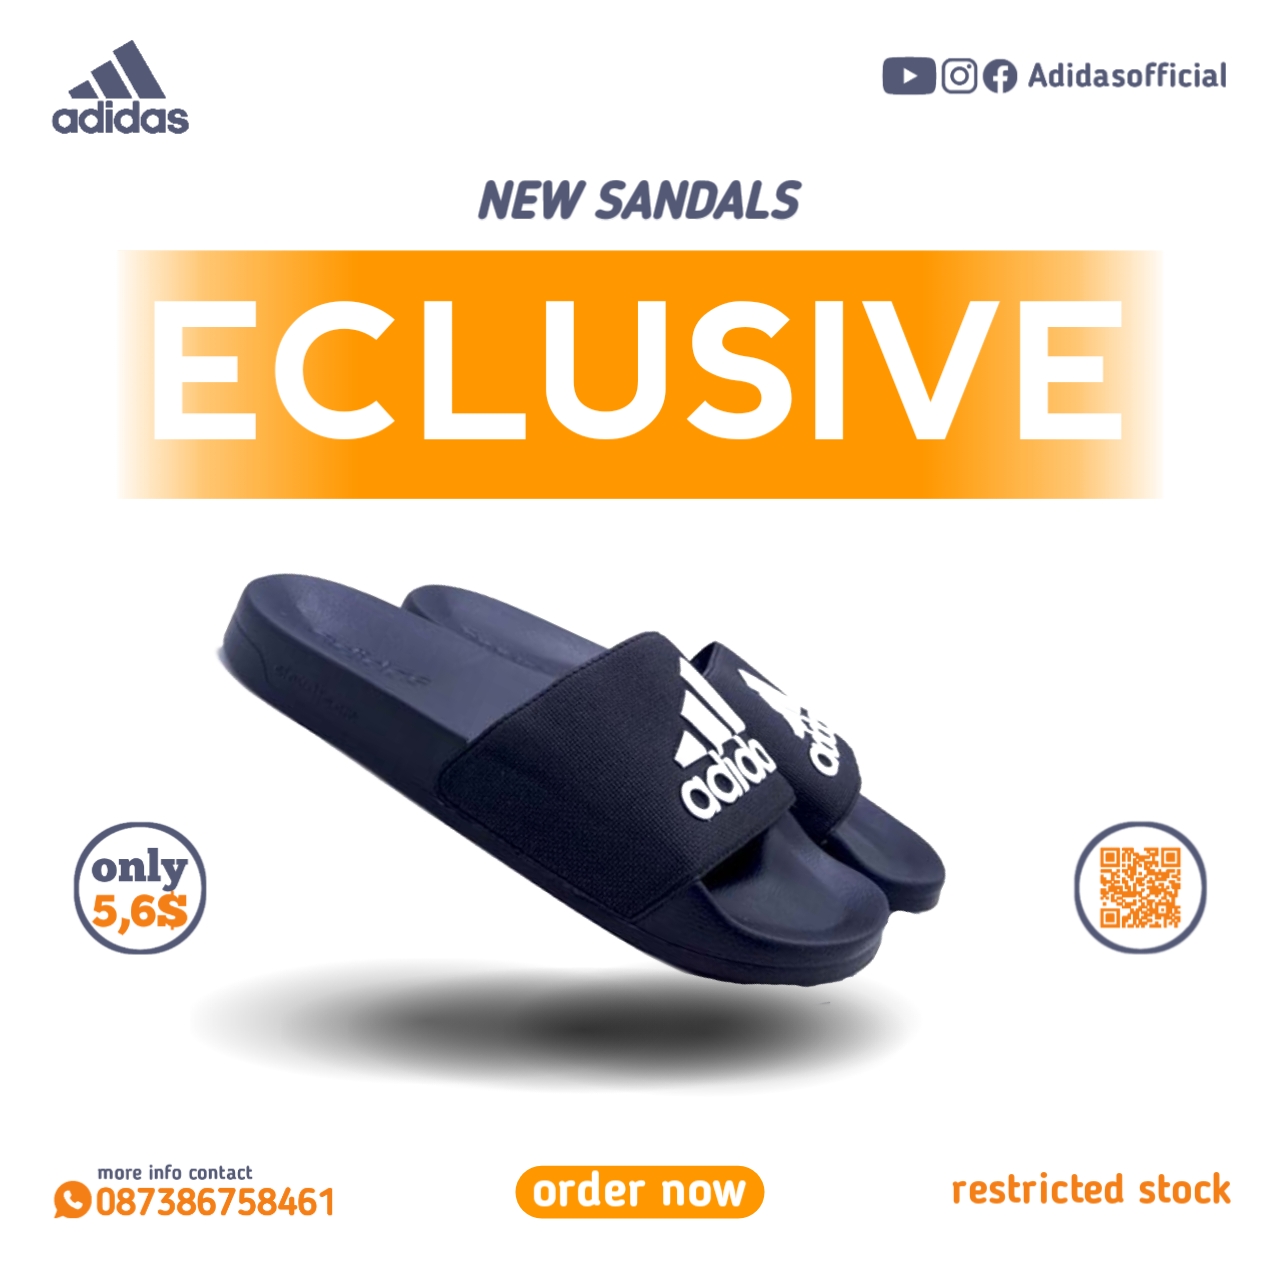 adidas
Adidasofficial
NEW SANDALS
ECLUSIVE
adidas
only
5,6$
more info contact
087386758461
order now
restricted stock